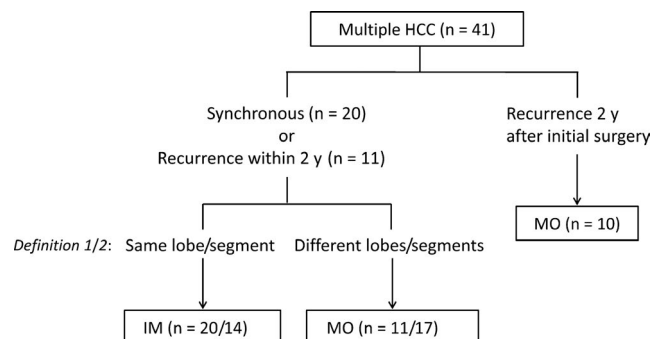 Multiple HCC (n = 41)
Synchronous (n = 20)
or
Recurrence within 2 y (n = 11)
Recurrence 2 y
after initial surgery
MO (n = 10)
Definition 1/2: Same lobe/segment Different lobes/segments
IM (n = 20/14) MO (n = 11/17)